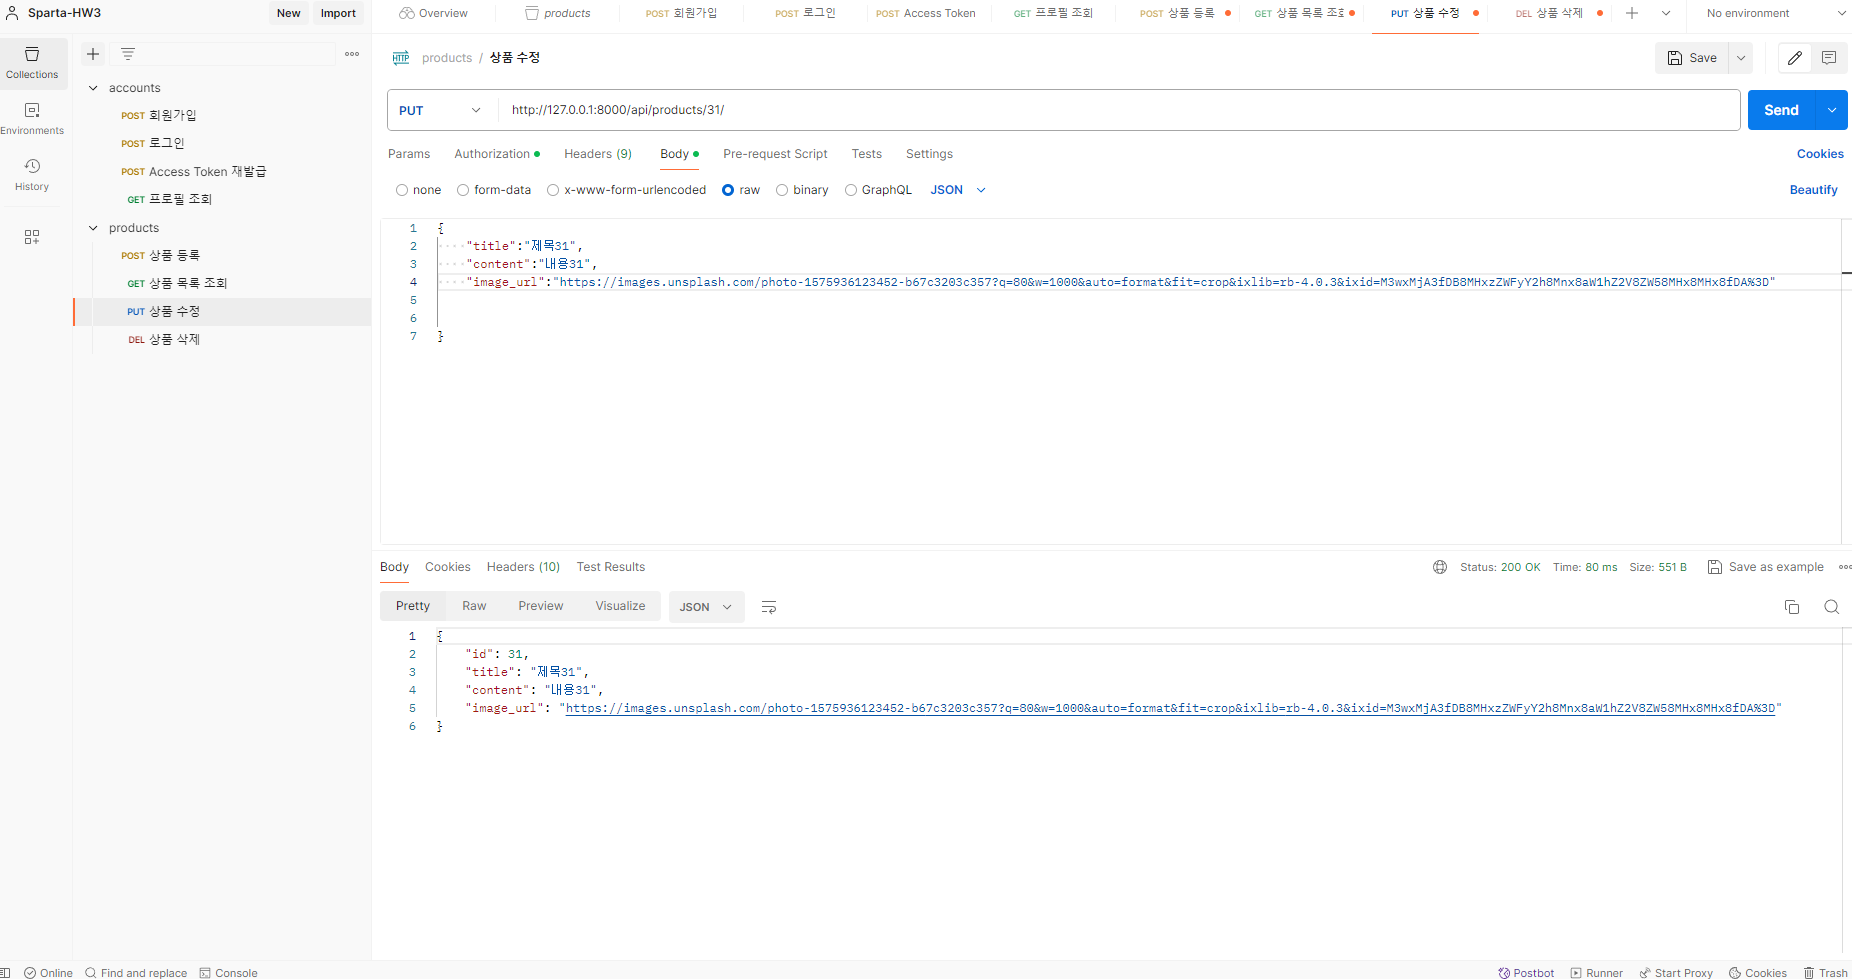 Sparta-HW3 New Import
Overview products POST 회원가입 POST 로그인 POST Access Token GET 프로필 조회 POST 상품 등록 GET 상품 목록 조회 PUT 상품 수정 DEL 상품 삭제 No environment
Collections
Environments
History
accounts
POST 회원가입
POST 로그인
POST Access Token 재발급
GET 프로필 조회
products
POST 상품 등록
GET 상품 목록 조회
PUT 상품 수정
DEL 상품 삭제
HTTP products / 상품 수정 Save
PUT http://127.0.0.1:8000/api/products/31/ Send
Params Authorization Headers (9) Body Pre-request Script Tests Settings Cookies
none form-data x-www-form-urlencoded raw binary GraphQL JSON Beautify
1 {
2 "title":"제목31",
3 "content":"내용31",
4 "image_url":"https://images.unsplash.com/photo-1575936123452-b67c3203c357?q=80&w=1000&auto=format&fit=crop&ixlib=rb-4.0.3&ixid=M3wxMjA3fDB8MHxzZWFyY2h8Mnx8aW1hZ2V8ZW58MHx8MHx8fDA%3D"
5
6
7 }
Body Cookies Headers (10) Test Results Status: 200 OK Time: 80 ms Size: 551 B Save as example
Pretty Raw Preview Visualize JSON
1 {
2 "id": 31,
3 "title": "제목31",
4 "content": "내용31",
5 "image_url": "https://images.unsplash.com/photo-1575936123452-b67c3203c357?q=80&w=1000&auto=format&fit=crop&ixlib=rb-4.0.3&ixid=M3wxMjA3fDB8MHxzZWFyY2h8Mnx8aW1hZ2V8ZW58MHx8MHx8fDA%3D"
6 }
Online Find and replace Console Postbot Runner Start Proxy Cookies Trash